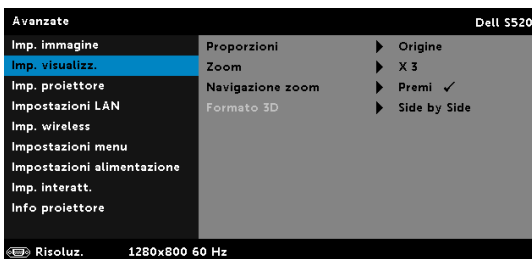 Avanzate Dell S520
Imp. immagine Proporzioni Origine
Imp. visualizz. Zoom X 3
Imp. proiettore Navigazione zoom Premi ✓
Impostazioni LAN Formato 3D Side by Side
Imp. wireless
Impostazioni menu
Impostazioni alimentazione
Imp. interatt.
Info proiettore
Risoluz. 1280x800 60 Hz